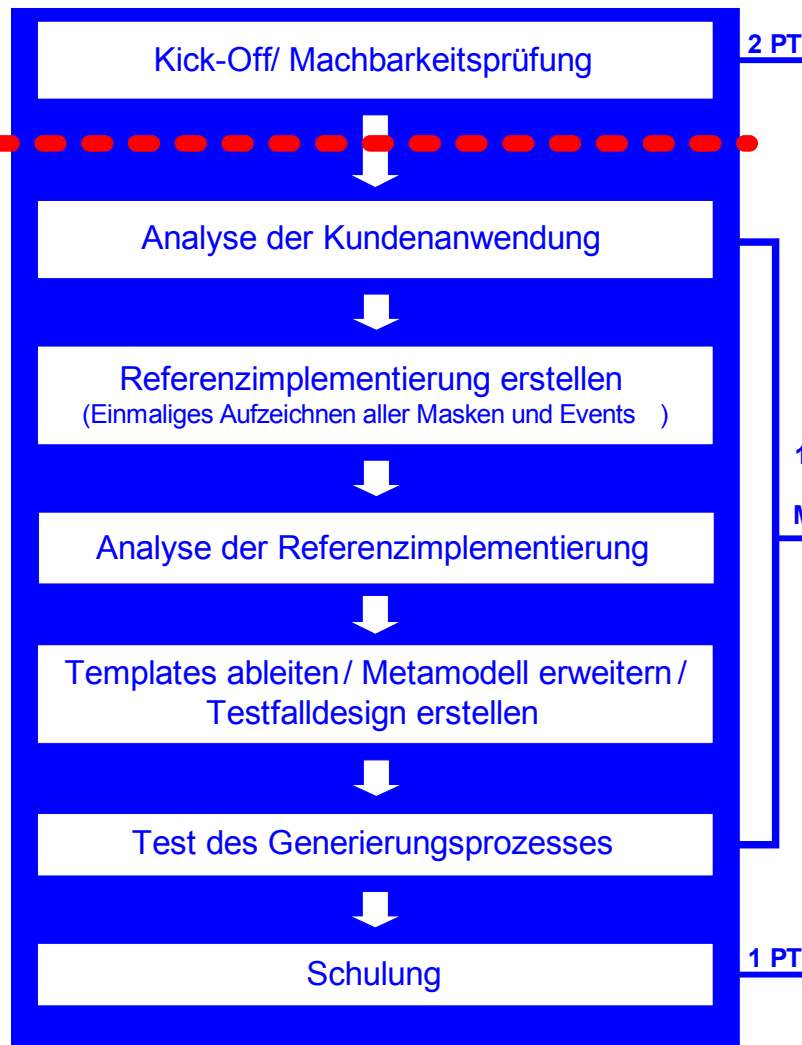 Kick-Off/ Machbarkeitsprüfung
2 PT
Analyse der Kundenanwendung
Referenzimplementierung erstellen
(Einmaliges Aufzeichnen aller Masken und Events )
Analyse der Referenzimplementierung
Templates ableiten / Metamodell erweitern /
Testfalldesign erstellen
Test des Generierungsprozesses
Schulung
1 PT